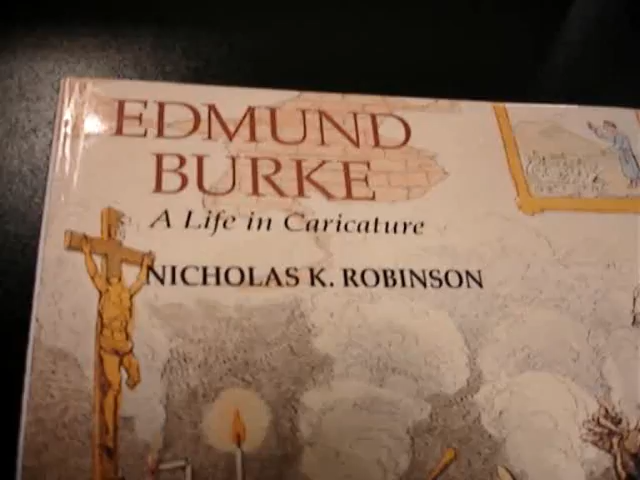 EDMUND
BURKE
A Life in Caricature
NICHOLAS K. ROBINSON